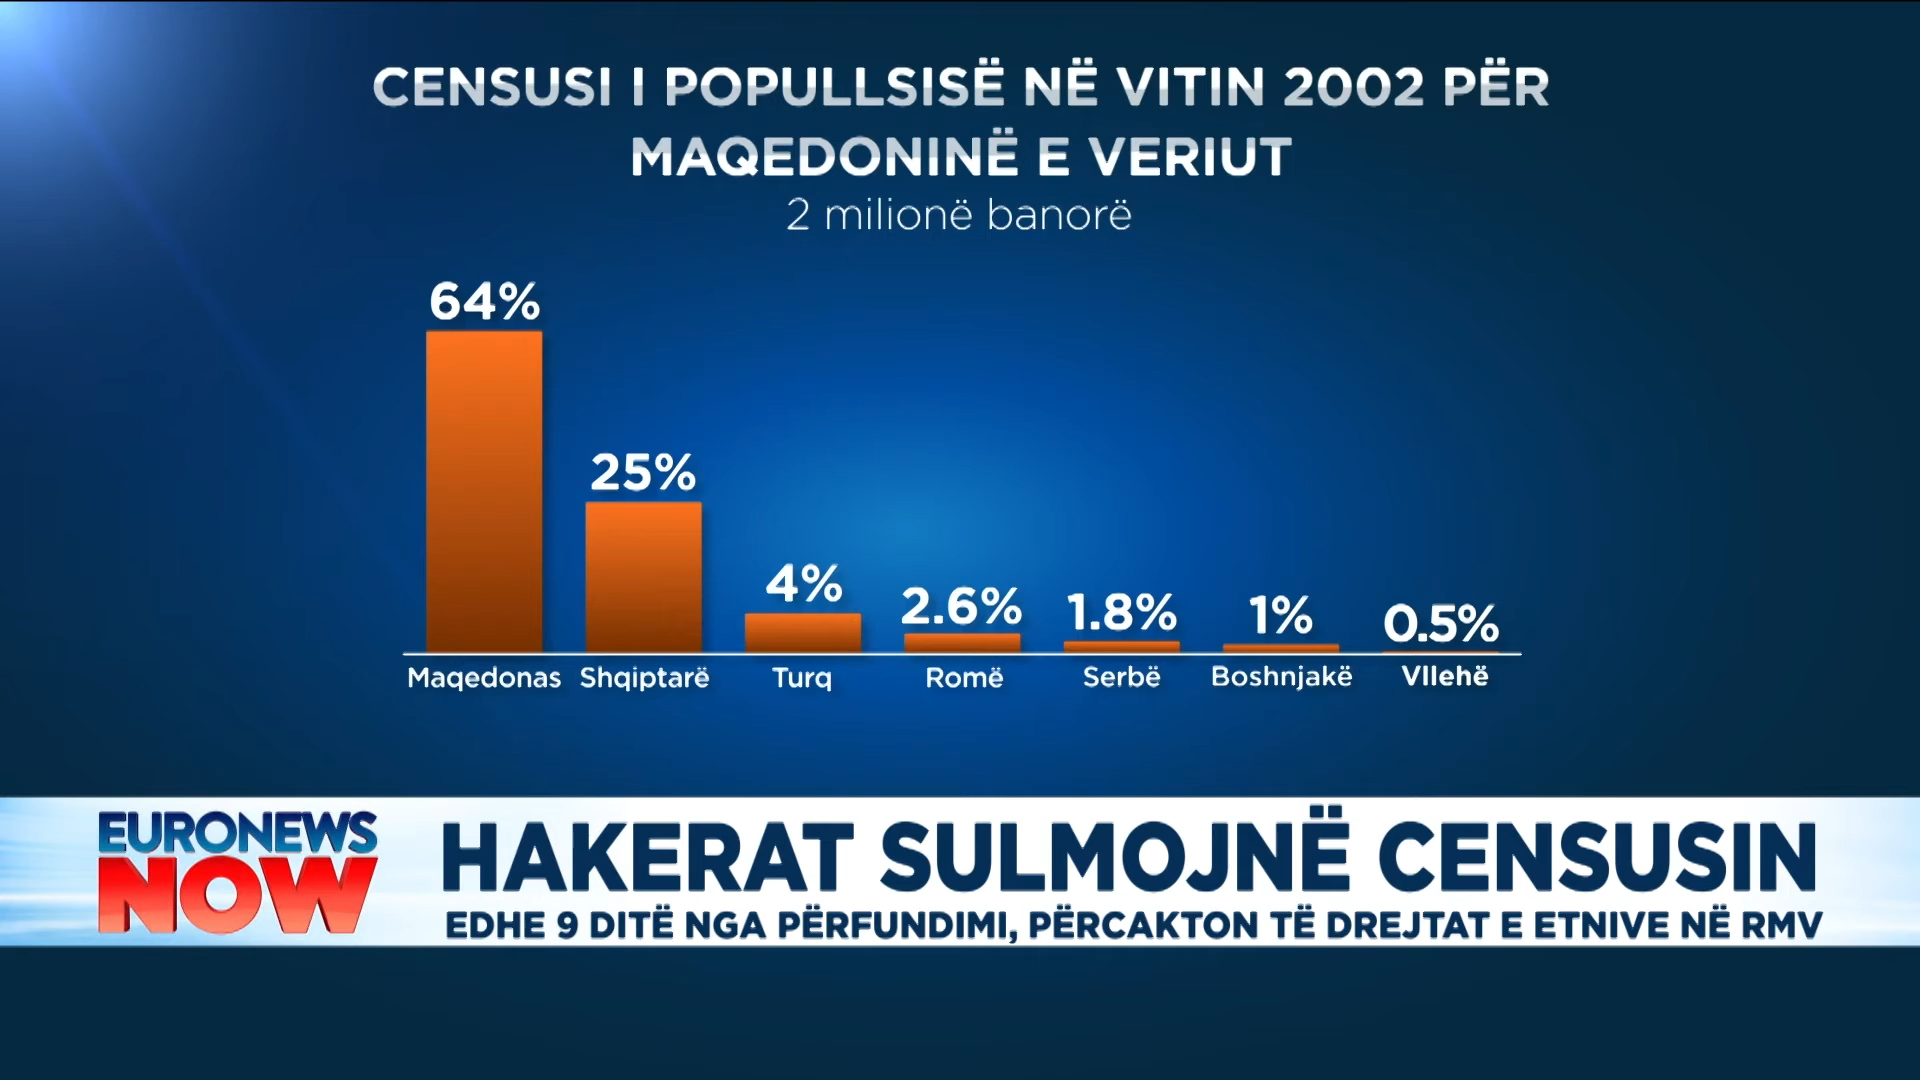 CENSUSI I POPULLSISË NË VITIN 2002 PËR
MAQEDONINË E VERIUT
2 milionë banorë
64%
25%
4%
2.6%
1.8%
1%
0.5%
Maqedonas
Shqiptarë
Turq
Romë
Serbë
Boshnjakë
Vllehë
EURONEWS
NOW
HAKERAT SULMOJNË CENSUSIN
EDHE 9 DITË NGA PËRFUNDIMI, PËRCAKTON TË DREJTAT E ETNIVE NË RMV